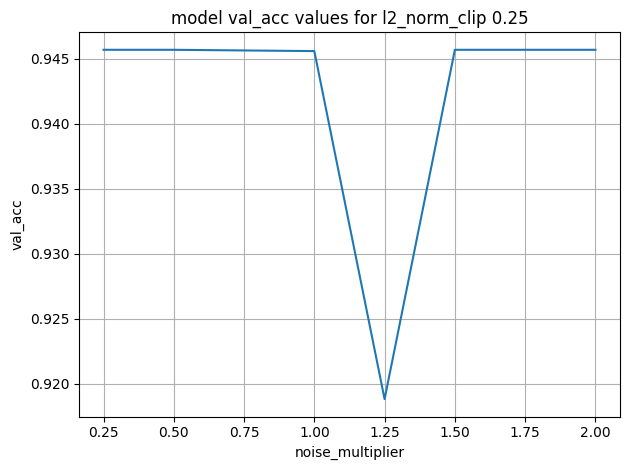 model val_acc values for l2_norm_clip 0.25
0.945
0.940
0.935
0.930
0.925
0.920
val_acc
0.25 0.50 0.75 1.00 1.25 1.50 1.75 2.00
noise_multiplier